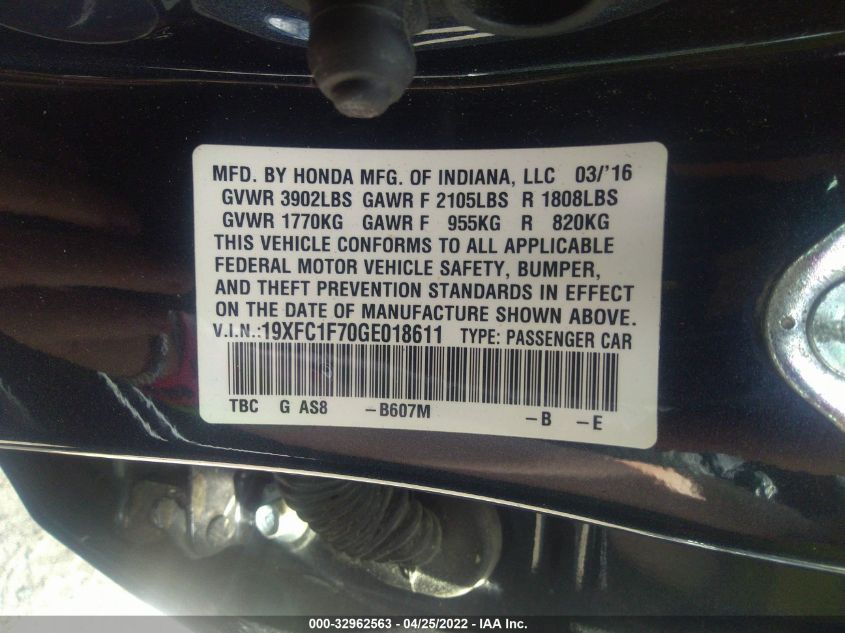 MFD. BY HONDA MFG. OF INDIANA, LLC 03/'16
GVWR 3902LBS GAWR F 2105LBS R 1808LBS
GVWR 1770KG GAWR F 955KG R 820KG
THIS VEHICLE CONFORMS TO ALL APPLICABLE
FEDERAL MOTOR VEHICLE SAFETY, BUMPER,
AND THEFT PREVENTION STANDARDS IN EFFECT
ON THE DATE OF MANUFACTURE SHOWN ABOVE.
V.I.N.:19XFC1F70GE018611 TYPE: PASSENGER CAR
TBC G AS8 –B607M –B –E
000-32962563 - 04/25/2022 - IAA Inc.